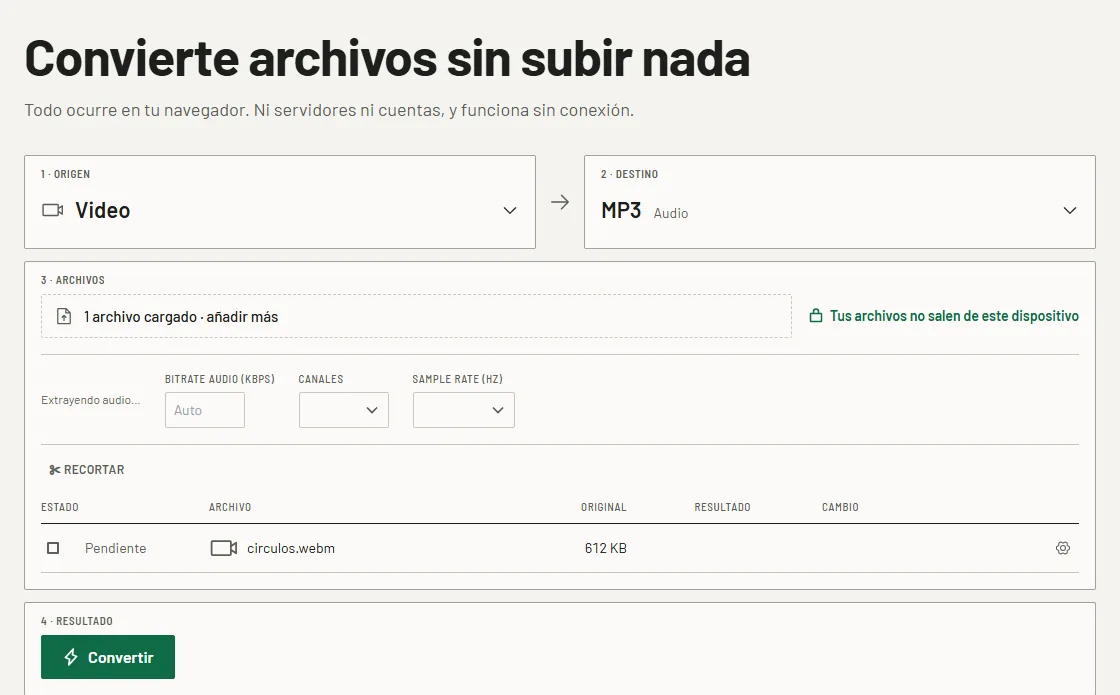 Convierte archivos sin subir nada
Todo ocurre en tu navegador. Ni servidores ni cuentas, y funciona sin conexión.
1 · ORIGEN
Video
2 · DESTINO
MP3 Audio
3 · ARCHIVOS
1 archivo cargado · añadir más
Tus archivos no salen de este dispositivo
Extrayendo audio...
BITRATE AUDIO (KBPS)
Auto
CANALES
SAMPLE RATE (HZ)
RECORTAR
ESTADO ARCHIVO ORIGINAL RESULTADO CAMBIO
Pendiente circulos.webm 612 KB
4 · RESULTADO
Convertir